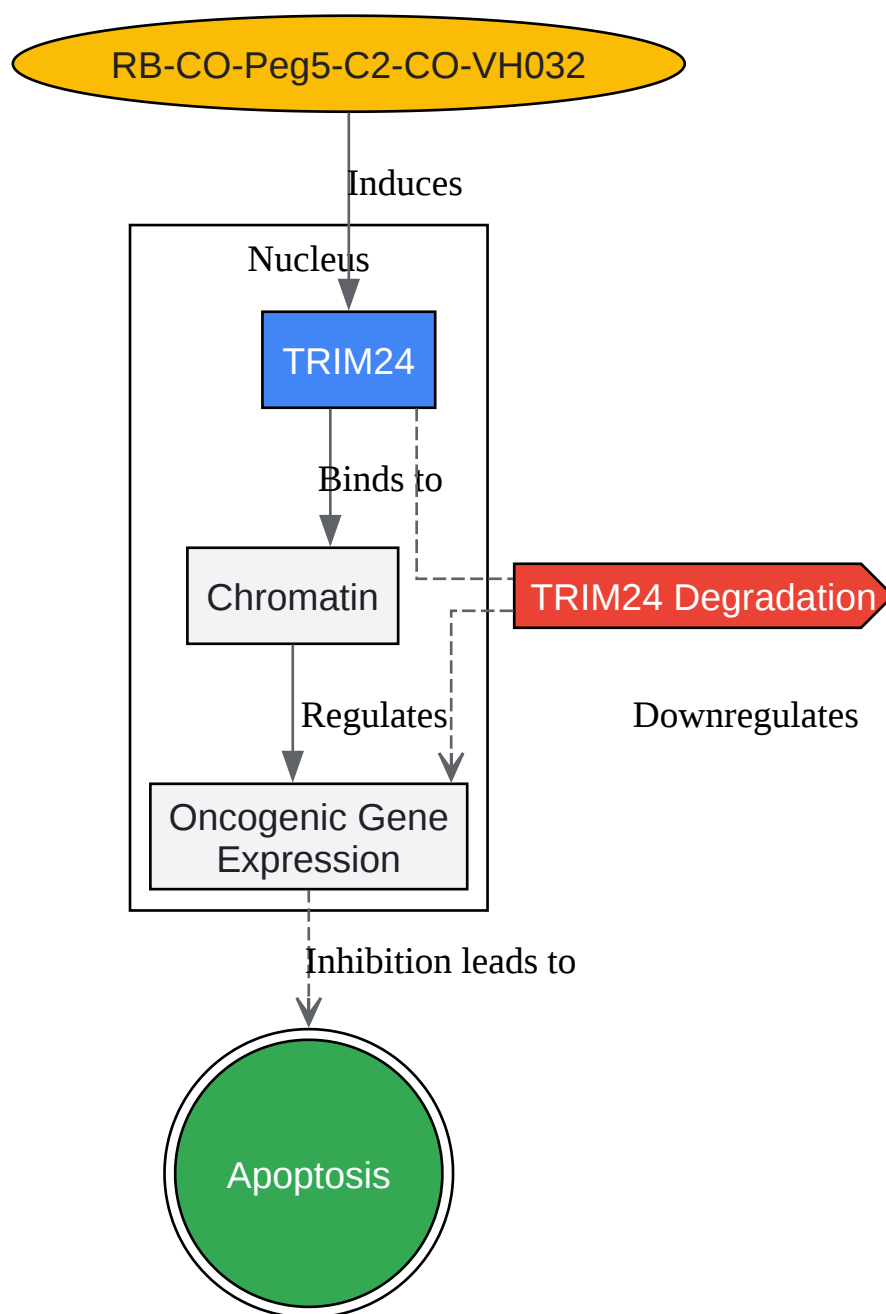 RB-CO-Peg5-C2-CO-VH032
Induces
Nucleus
TRIM24
Binds to
Chromatin
TRIM24 Degradation
Regulates
Downregulates
Oncogenic Gene
Expression
Inhibition leads to
Apoptosis